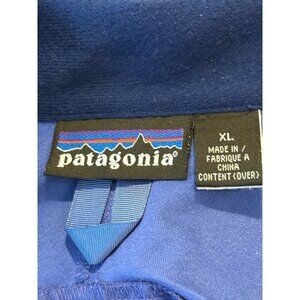 patagonia®
XL
MADE IN /
FABRIQUE A
CHINA
CONTENT (OVER)